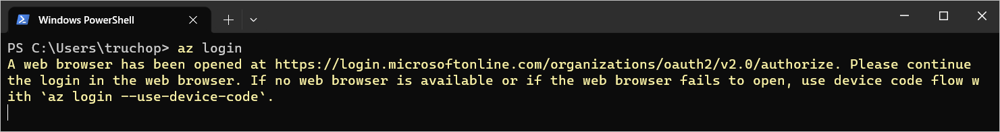 Windows PowerShell
PS C:\Users\truchop> az login
A web browser has been opened at https://login.microsoftonline.com/organizations/oauth2/v2.0/authorize. Please continue
the login in the web browser. If no web browser is available or if the web browser fails to open, use device code flow w
ith `az login --use-device-code`.